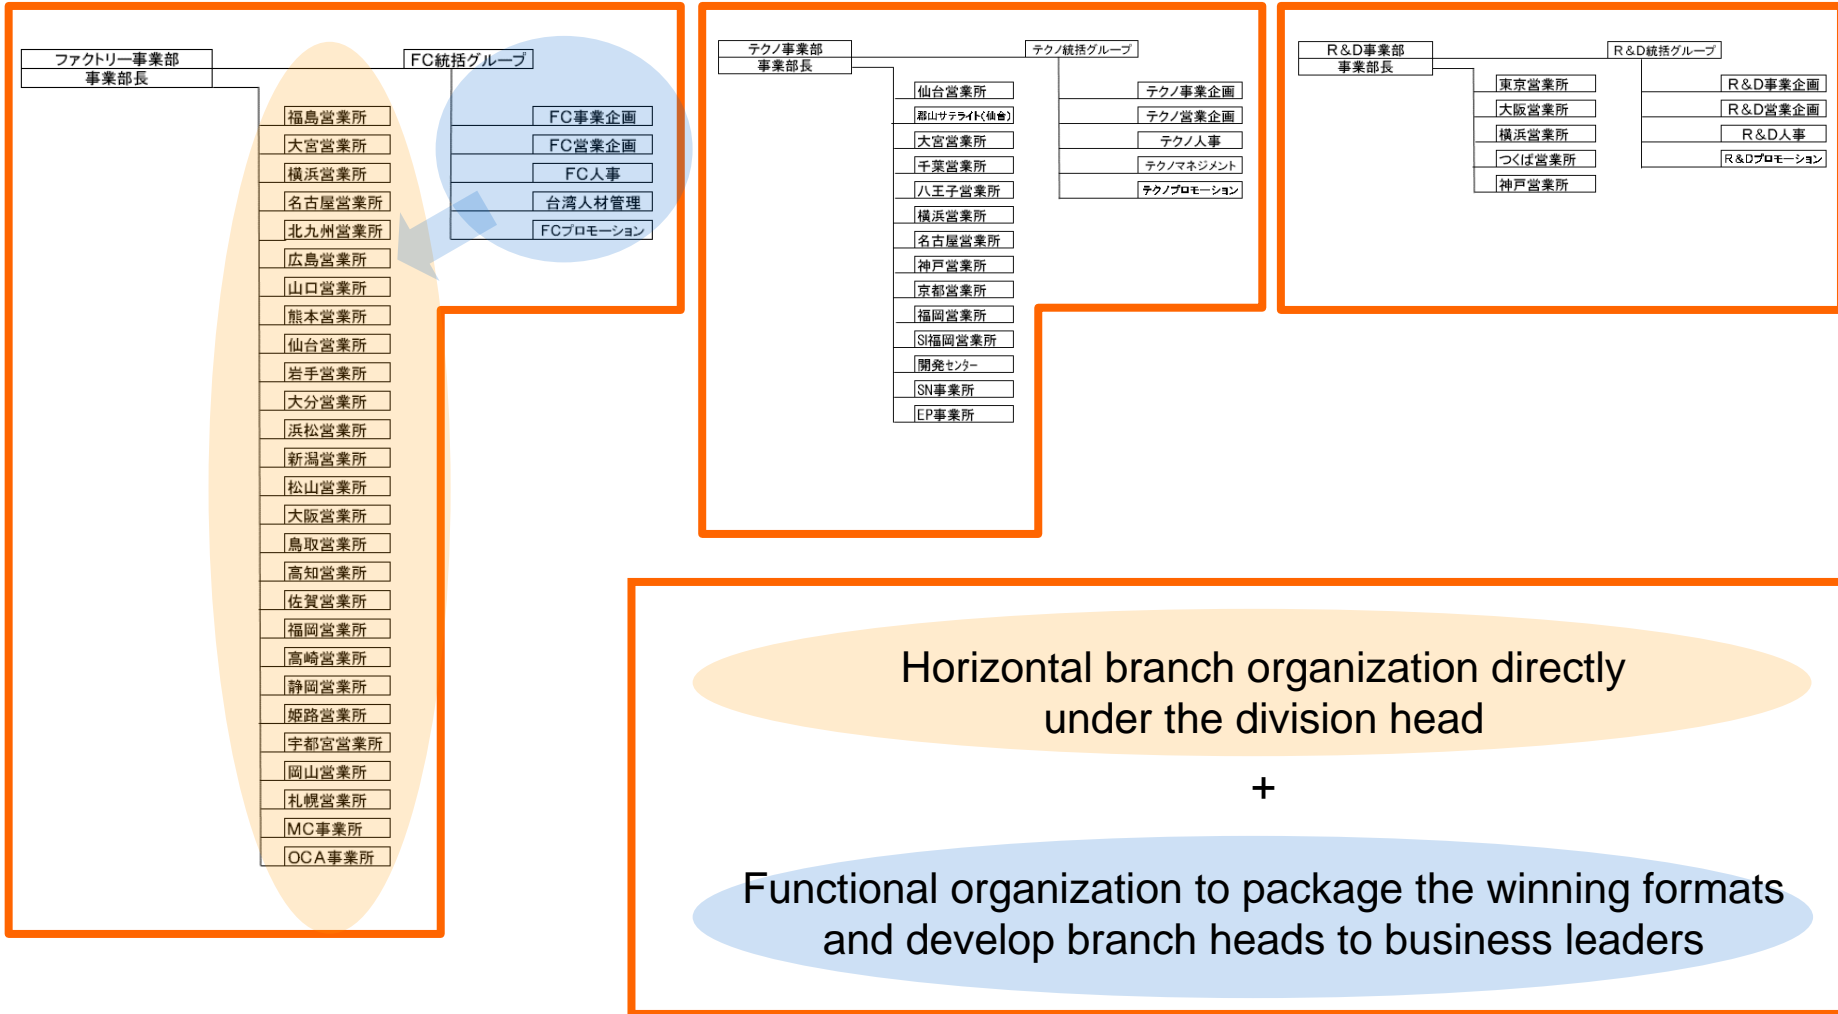 ファクトリー事業部
事業部長
FC統括グループ
福島営業所
大宮営業所
横浜営業所
名古屋営業所
北九州営業所
広島営業所
山口営業所
熊本営業所
仙台営業所
岩手営業所
大分営業所
浜松営業所
新潟営業所
松山営業所
大阪営業所
鳥取営業所
高知営業所
佐賀営業所
福岡営業所
高崎営業所
静岡営業所
姫路営業所
宇都宮営業所
岡山営業所
札幌営業所
MC事業所
OCA事業所
FC事業企画
FC営業企画
FC人事
台湾人材管理
FCプロモーション
テクノ事業部
事業部長
テクノ統括グループ
仙台営業所
郡山サテライト(仙台)
大宮営業所
千葉営業所
八王子営業所
横浜営業所
名古屋営業所
神戸営業所
京都営業所
福岡営業所
SI福岡営業所
開発センター
SN事業所
EP事業所
テクノ事業企画
テクノ営業企画
テクノ人事
テクノマネジメント
テクノプロモーション
R&D事業部
事業部長
R&D統括グループ
東京営業所
大阪営業所
横浜営業所
つくば営業所
神戸営業所
R&D事業企画
R&D営業企画
R&D人事
R&Dプロモーション
Horizontal branch organization directly
under the division head
+
Functional organization to package the winning formats
and develop branch heads to business leaders